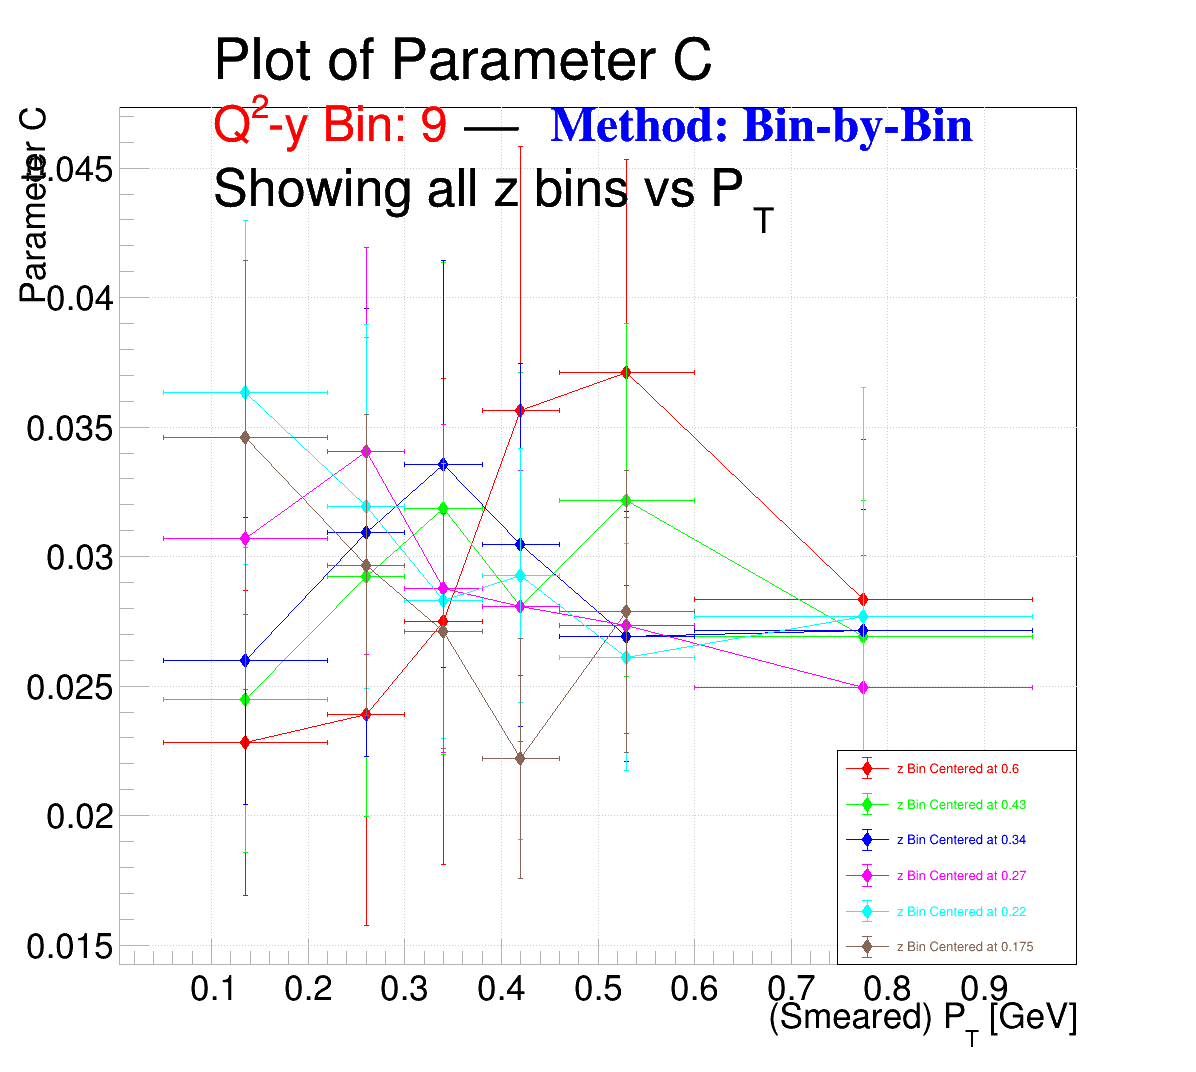 Plot of Parameter C
Q²-y Bin: 9 — Method: Bin-by-Bin
Showing all z bins vs P_T
Parameter C
0.045
0.04
0.035
0.03
0.025
0.02
0.015
0.1 0.2 0.3 0.4 0.5 0.6 0.7 0.8 0.9
(Smeared) P_T [GeV]
z Bin Centered at 0.6
z Bin Centered at 0.43
z Bin Centered at 0.34
z Bin Centered at 0.27
z Bin Centered at 0.22
z Bin Centered at 0.175